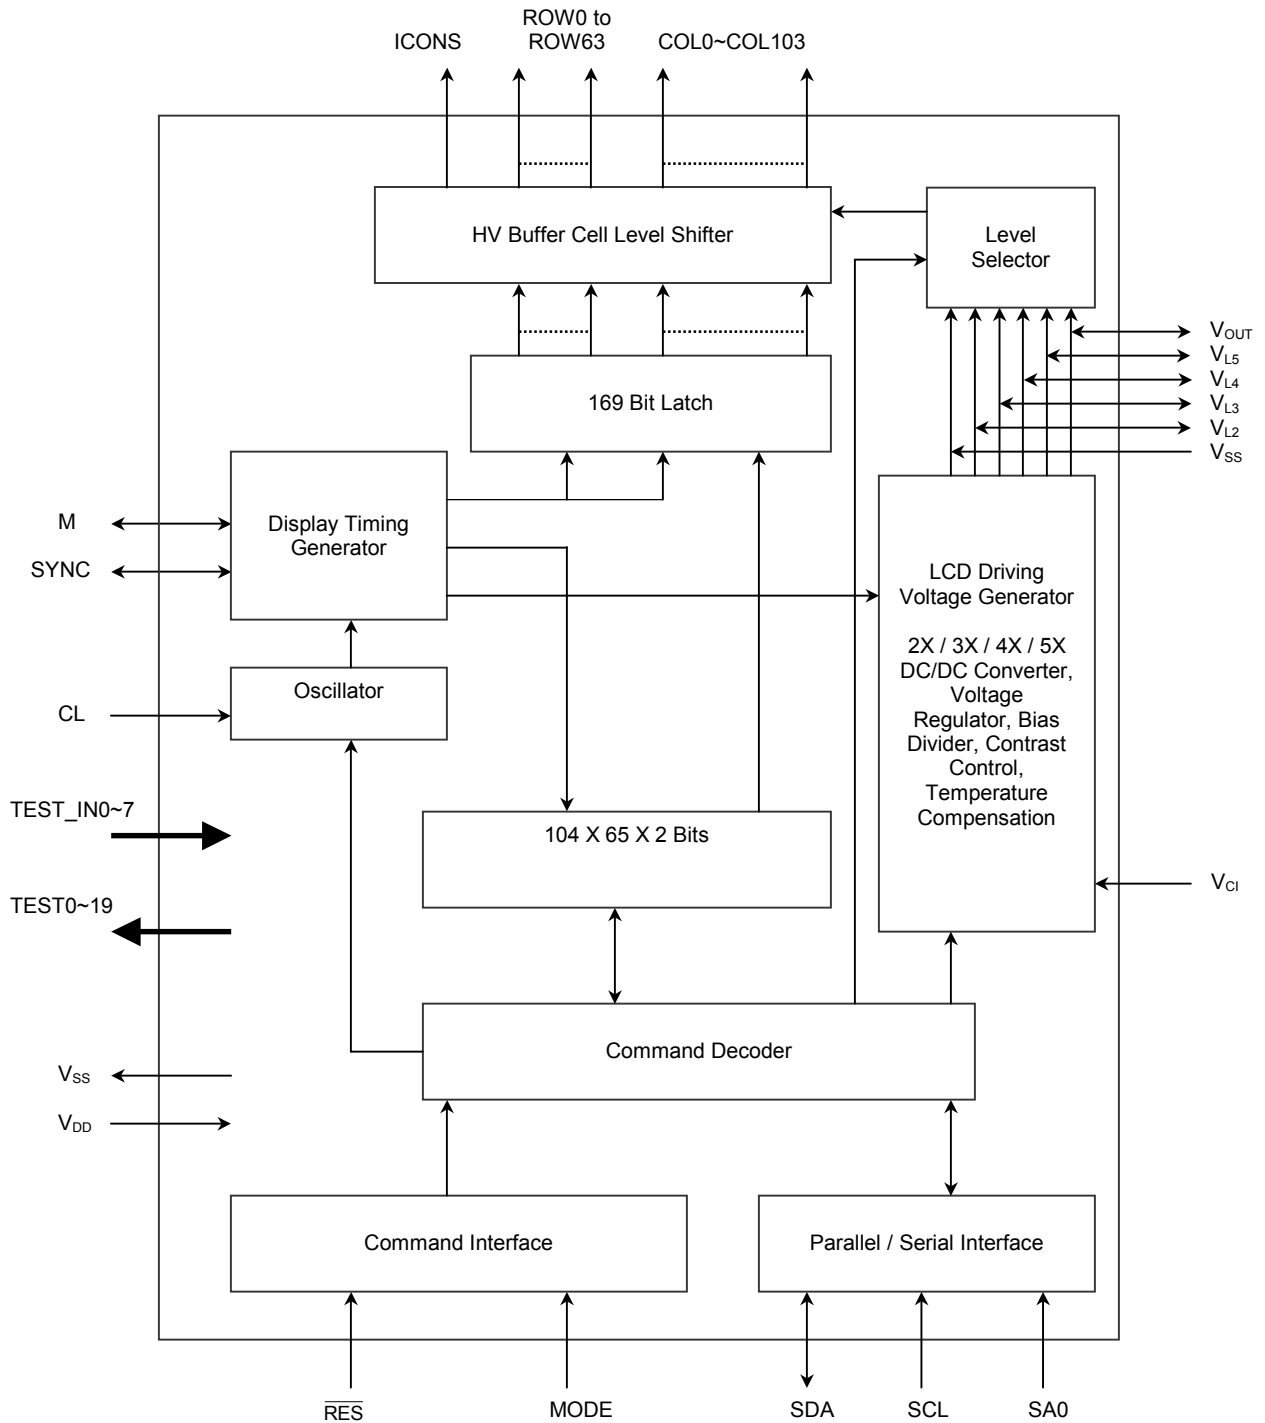 ROW0 to
ICONS ROW63 COL0~COL103
HV Buffer Cell Level Shifter
Level
Selector
VOUT
VL5
VL4
VL3
VL2
VSS
169 Bit Latch
M
SYNC
Display Timing
Generator
LCD Driving
Voltage Generator
2X / 3X / 4X / 5X
DC/DC Converter,
Voltage
Regulator, Bias
Divider, Contrast
Control,
Temperature
Compensation
Oscillator
CL
TEST_IN0~7
104 X 65 X 2 Bits
VCI
TEST0~19
Command Decoder
VSS
VDD
Command Interface
Parallel / Serial Interface
RES MODE SDA SCL SA0